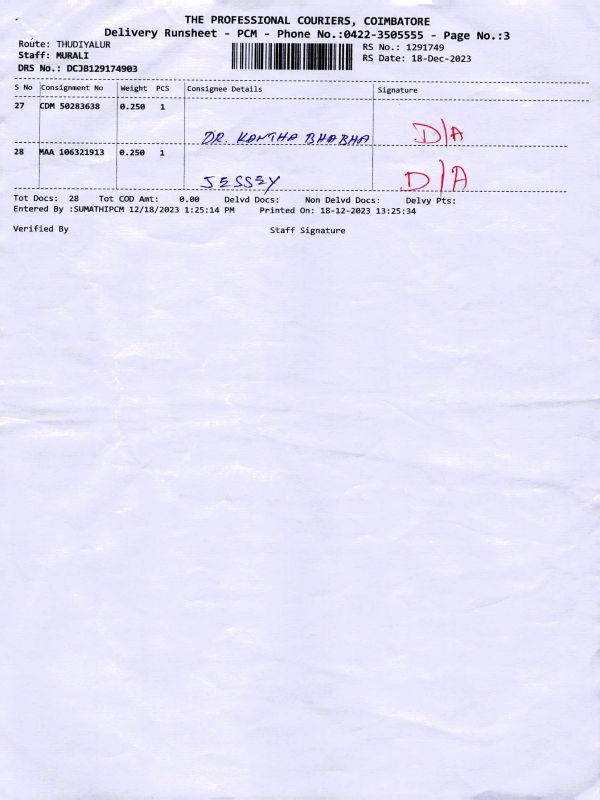 THE PROFESSIONAL COURIERS, COIMBATORE
Delivery Runsheet - PCM - Phone No.:0422-3505555 - Page No.:3
Route: THUDIYALUR
RS No.: 1291749
Staff: MURALI
RS Date: 18-Dec-2023
DRS No.: DCJB129174903
S No Consignment No Weight PCS Consignee Details Signature
27 CDM 50283638 0.250 1
DR. KANTHA BHABHA D/A
28 MAA 106321913 0.250 1
JESSEY D/A
Tot Docs: 28 Tot COD Amt: 0.00 Delvd Docs: Non Delvd Docs: Delvy Pts:
Entered By :SUMATHIPCM 12/18/2023 1:25:14 PM Printed On: 18-12-2023 13:25:34
Verified By Staff Signature